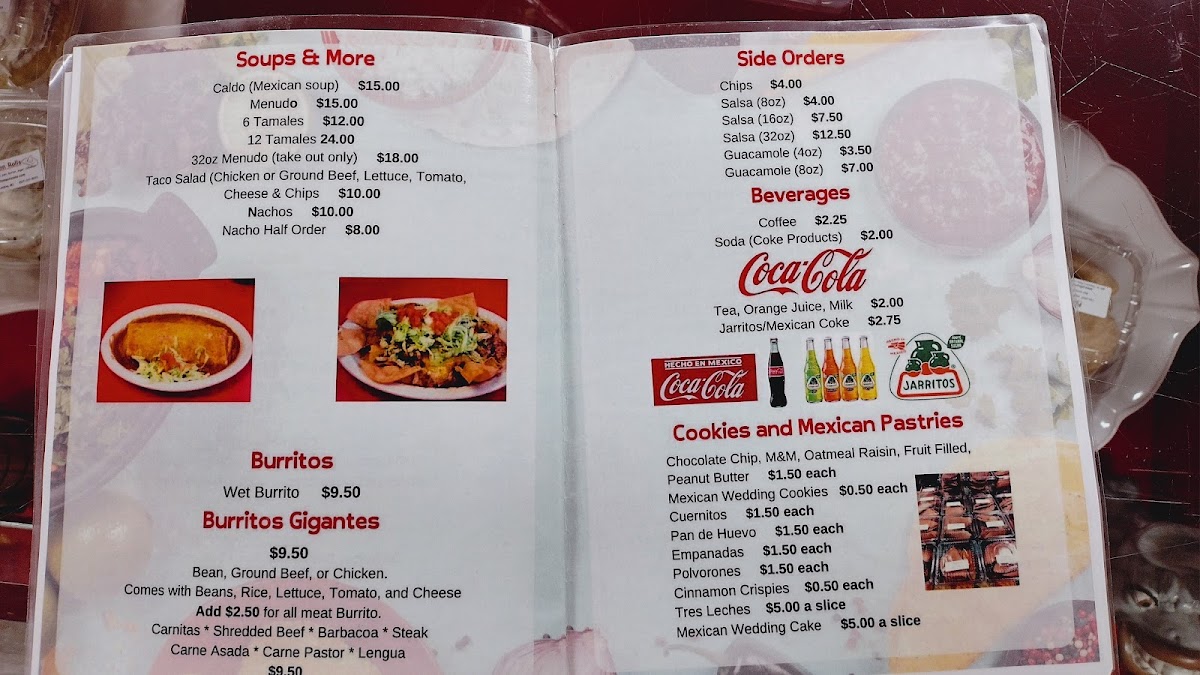 Soups & More
Caldo (Mexican soup) $15.00
Menudo $15.00
6 Tamales $12.00
12 Tamales 24.00
32oz Menudo (take out only) $18.00
Taco Salad (Chicken or Ground Beef, Lettuce, Tomato,
Cheese & Chips $10.00
Nachos $10.00
Nacho Half Order $8.00
Burritos
Wet Burrito $9.50
Burritos Gigantes
$9.50
Bean, Ground Beef, or Chicken.
Comes with Beans, Rice, Lettuce, Tomato, and Cheese
Add $2.50 for all meat Burrito.
Carnitas * Shredded Beef * Barbacoa * Steak
Carne Asada * Carne Pastor * Lengua
$9.50
Side Orders
Chips $4.00
Salsa (8oz) $4.00
Salsa (16oz) $7.50
Salsa (32oz) $12.50
Guacamole (4oz) $3.50
Guacamole (8oz) $7.00
Beverages
Coffee $2.25
Soda (Coke Products) $2.00
Coca-Cola
Tea, Orange Juice, Milk $2.00
Jarritos/Mexican Coke $2.75
HECHO EN MEXICO
Coca-Cola
JARRITOS
Cookies and Mexican Pastries
Chocolate Chip, M&M, Oatmeal Raisin, Fruit Filled,
Peanut Butter $1.50 each
Mexican Wedding Cookies $0.50 each
Cuernitos $1.50 each
Pan de Huevo $1.50 each
Empanadas $1.50 each
Polvorones $1.50 each
Cinnamon Crispies $0.50 each
Tres Leches $5.00 a slice
Mexican Wedding Cake $5.00 a slice